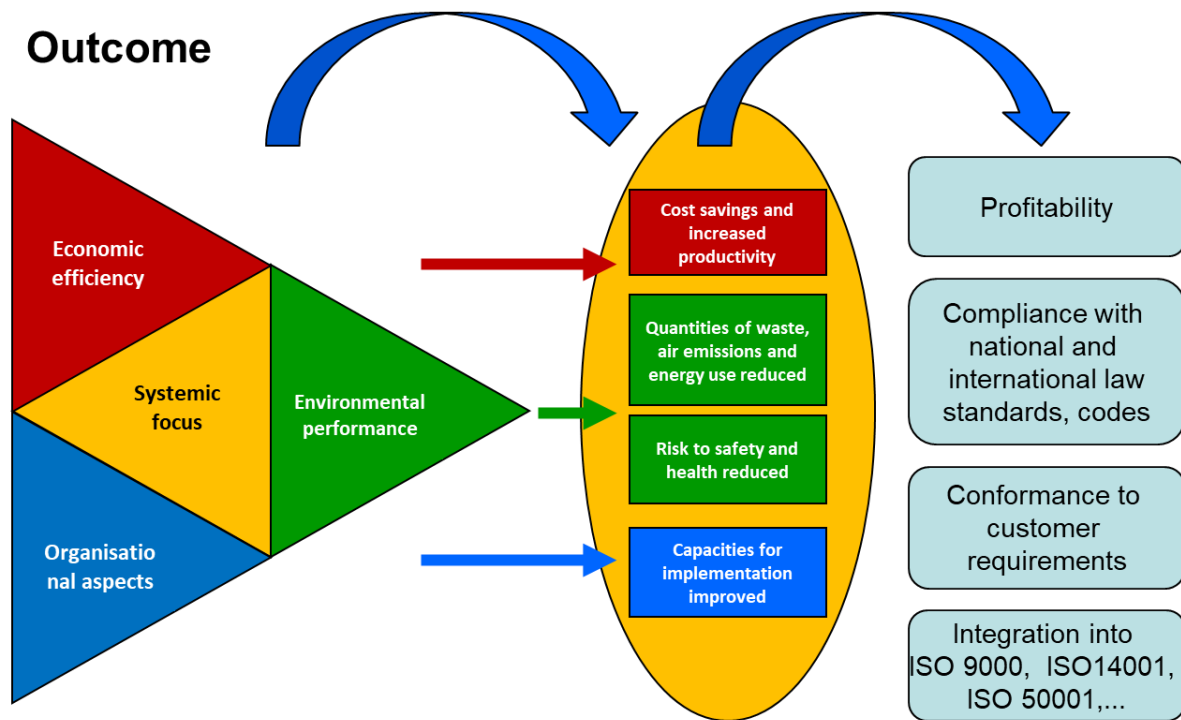 Outcome
Economic
efficiency
Systemic
focus
Environmental
performance
Organisatio
nal aspects
Cost savings and
increased
productivity
Quantities of waste,
air emissions and
energy use reduced
Risk to safety and
health reduced
Capacities for
implementation
improved
Profitability
Compliance with
national and
international law
standards, codes
Conformance to
customer
requirements
Integration into
ISO 9000,  ISO14001,
ISO 50001,...